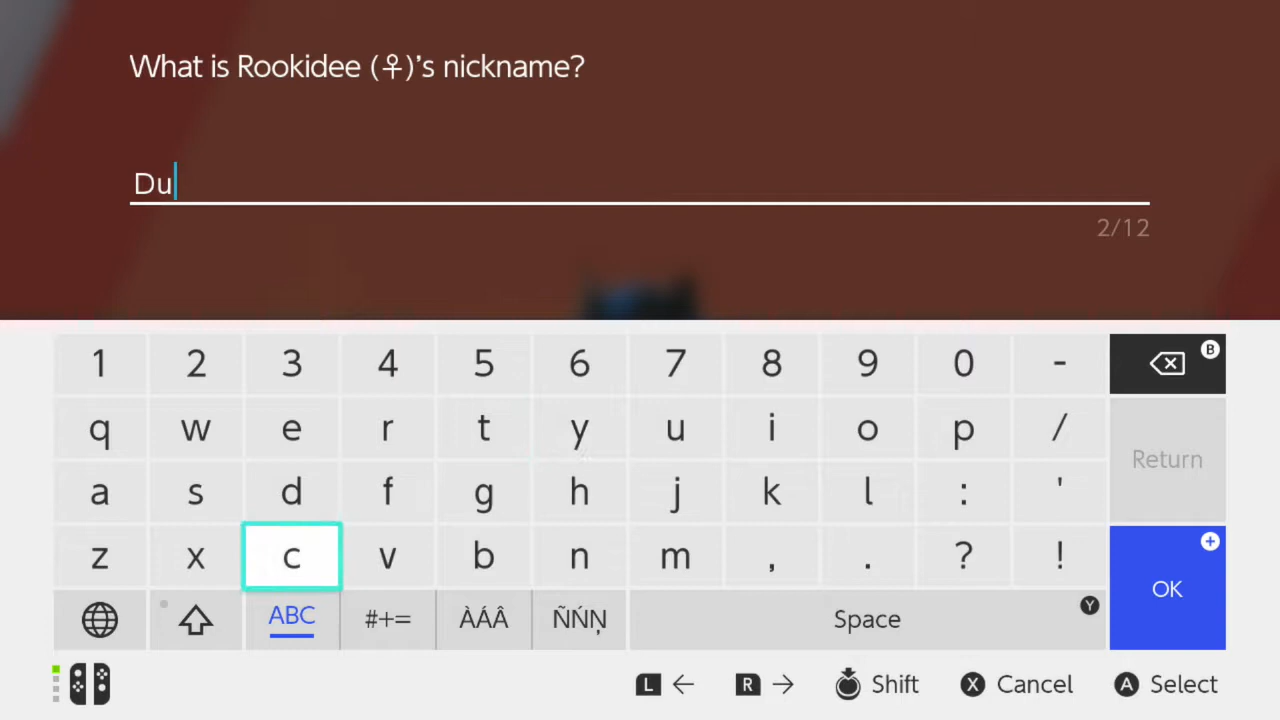 What is Rookidee (♀)'s nickname?
Du
2/12
1 2 3 4 5 6 7 8 9 0 - B
q w e r t y u i o p /
Return
a s d f g h j k l : '
z x c v b n m , . ? ! +
OK
ABC #+= ÀÁÂ ÑŃŅ Space Y
L ← R → Shift X Cancel A Select